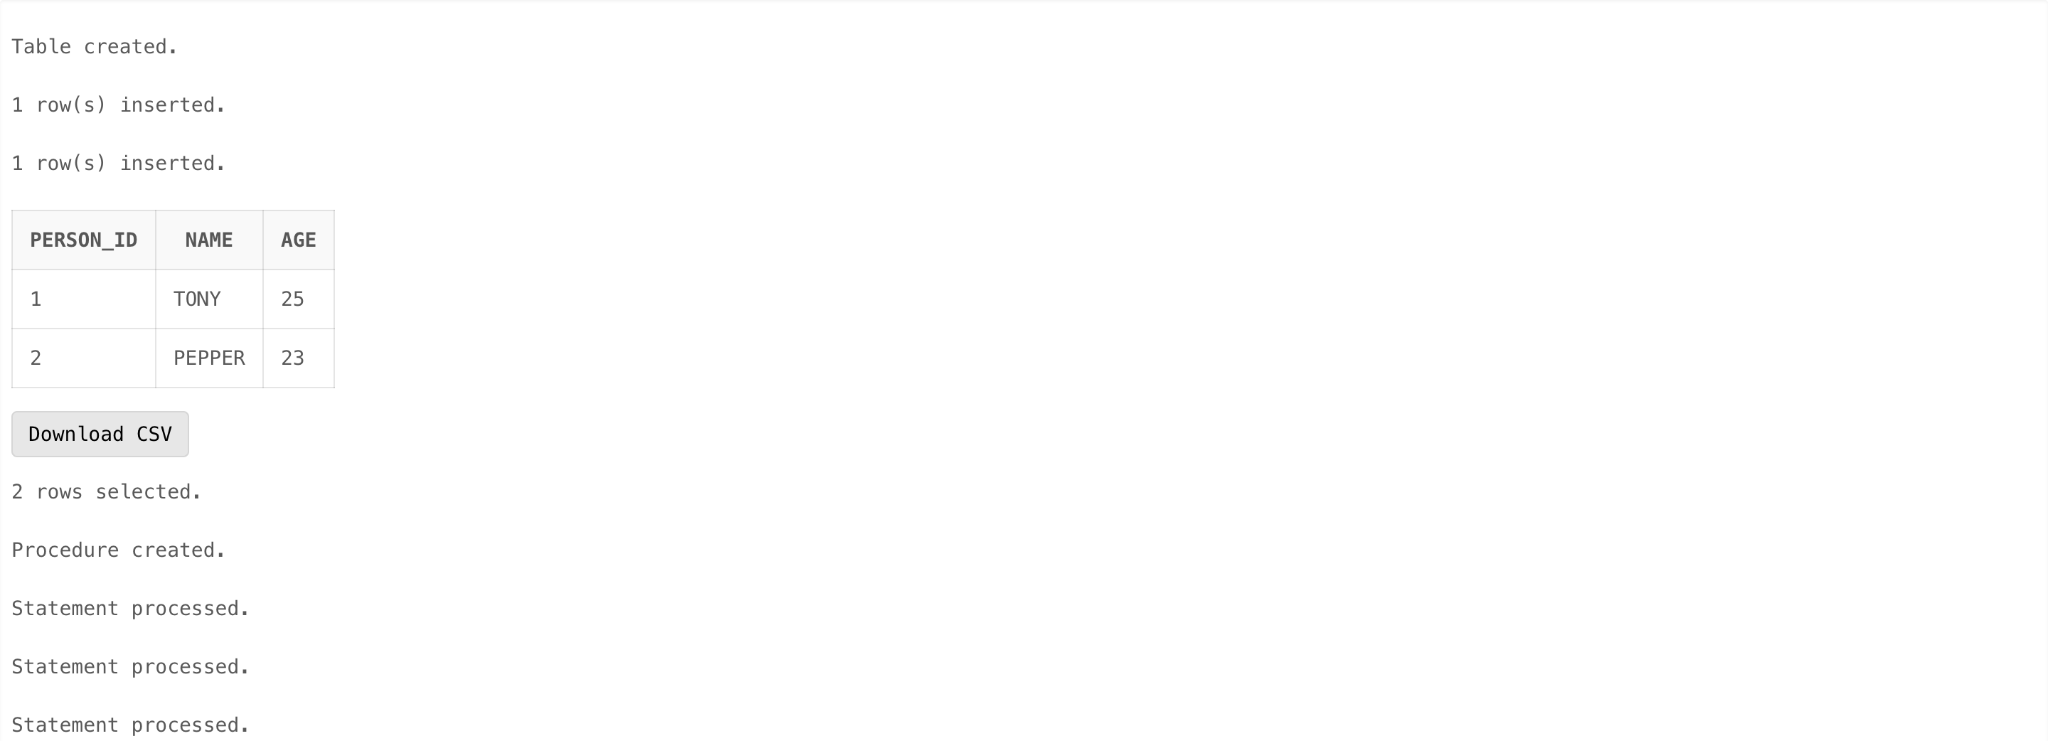 Table created.
1 row(s) inserted.
1 row(s) inserted.
PERSON_ID NAME AGE
1 TONY 25
2 PEPPER 23
Download CSV
2 rows selected.
Procedure created.
Statement processed.
Statement processed.
Statement processed.